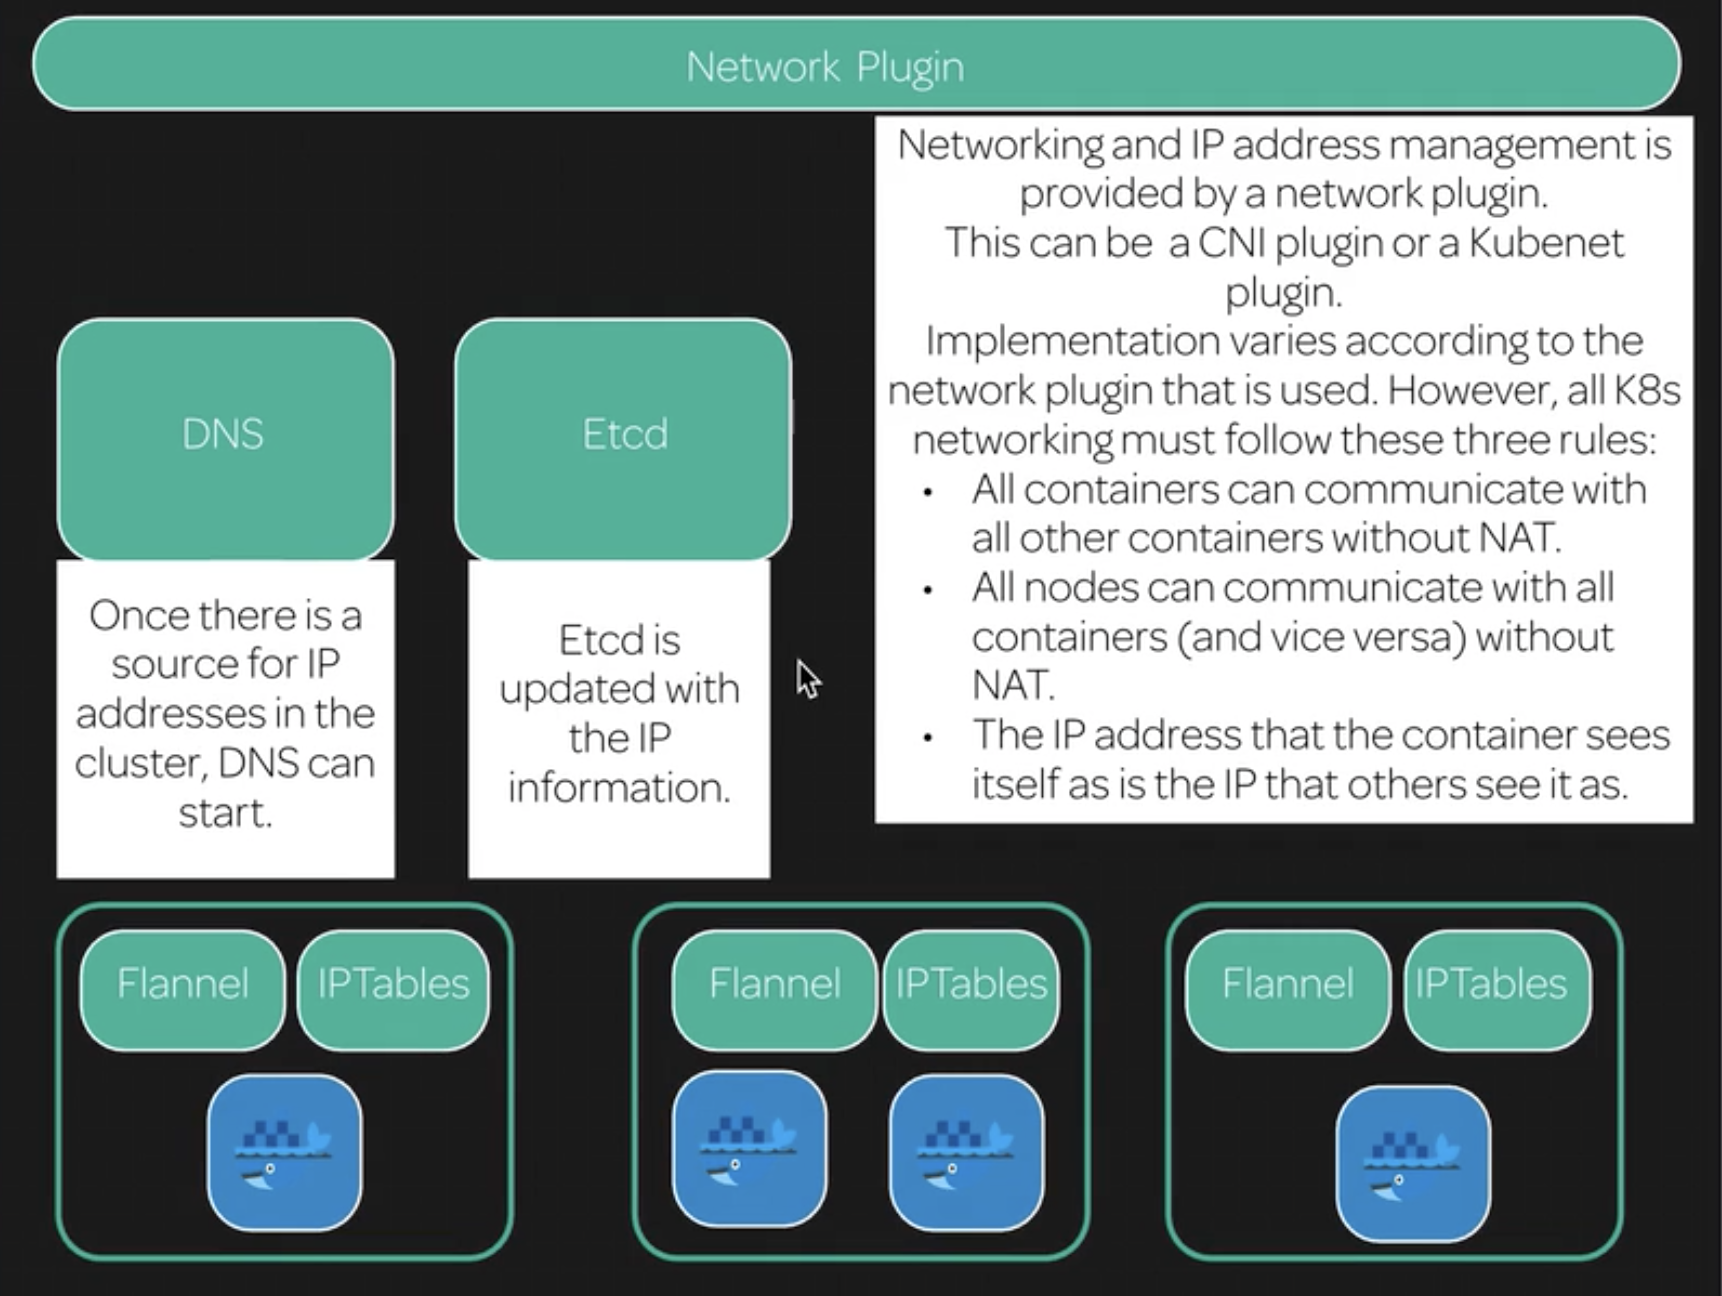 Network Plugin
Networking and IP address management is
provided by a network plugin.
This can be a CNI plugin or a Kubenet
plugin.
Implementation varies according to the
network plugin that is used. However, all K8s
networking must follow these three rules:
• All containers can communicate with
all other containers without NAT.
• All nodes can communicate with all
containers (and vice versa) without
NAT.
• The IP address that the container sees
itself as is the IP that others see it as.
DNS
Once there is a
source for IP
addresses in the
cluster, DNS can
start.
Etcd
Etcd is
updated with
the IP
information.
Flannel
IPTables
Flannel
IPTables
Flannel
IPTables